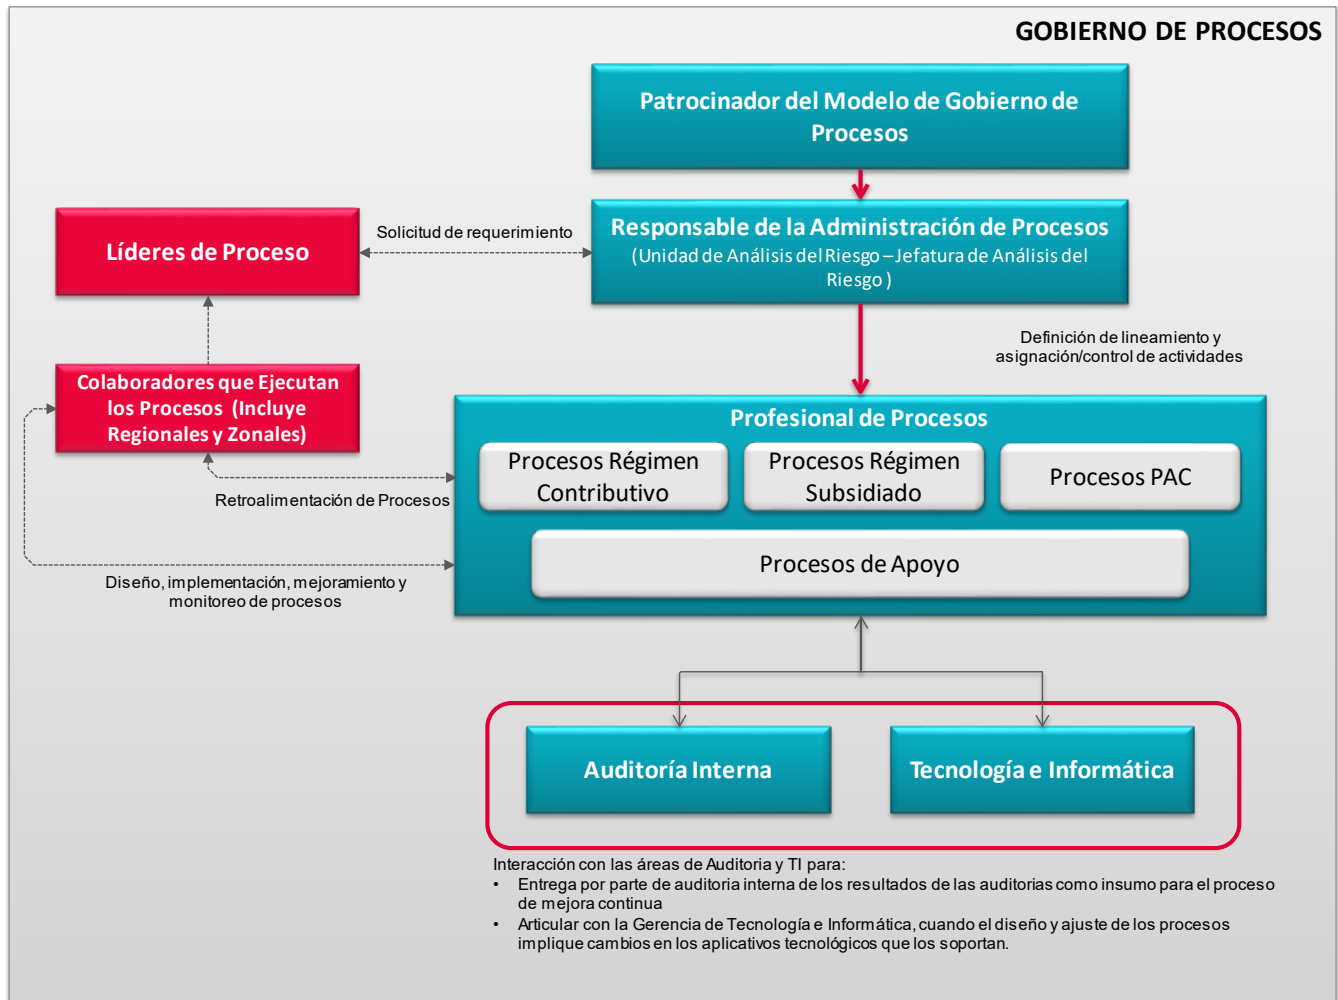 GOBIERNO DE PROCESOS
Patrocinador del Modelo de Gobierno de
Procesos
Responsable de la Administración de Procesos
(Unidad de Análisis del Riesgo – Jefatura de Análisis del
Riesgo )
Líderes de Proceso
Solicitud de requerimiento
Definición de lineamiento y
asignación/control de actividades
Colaboradores que Ejecutan
los Procesos (Incluye
Regionales y Zonales)
Profesional de Procesos
Procesos Régimen
Contributivo
Procesos Régimen
Subsidiado
Procesos PAC
Retroalimentación de Procesos
Procesos de Apoyo
Diseño, implementación, mejoramiento y
monitoreo de procesos
Auditoría Interna
Tecnología e Informática
Interacción con las áreas de Auditoria y TI para:
• Entrega por parte de auditoria interna de los resultados de las auditorias como insumo para el proceso
de mejora continua
• Articular con la Gerencia de Tecnología e Informática, cuando el diseño y ajuste de los procesos
implique cambios en los aplicativos tecnológicos que los soportan.